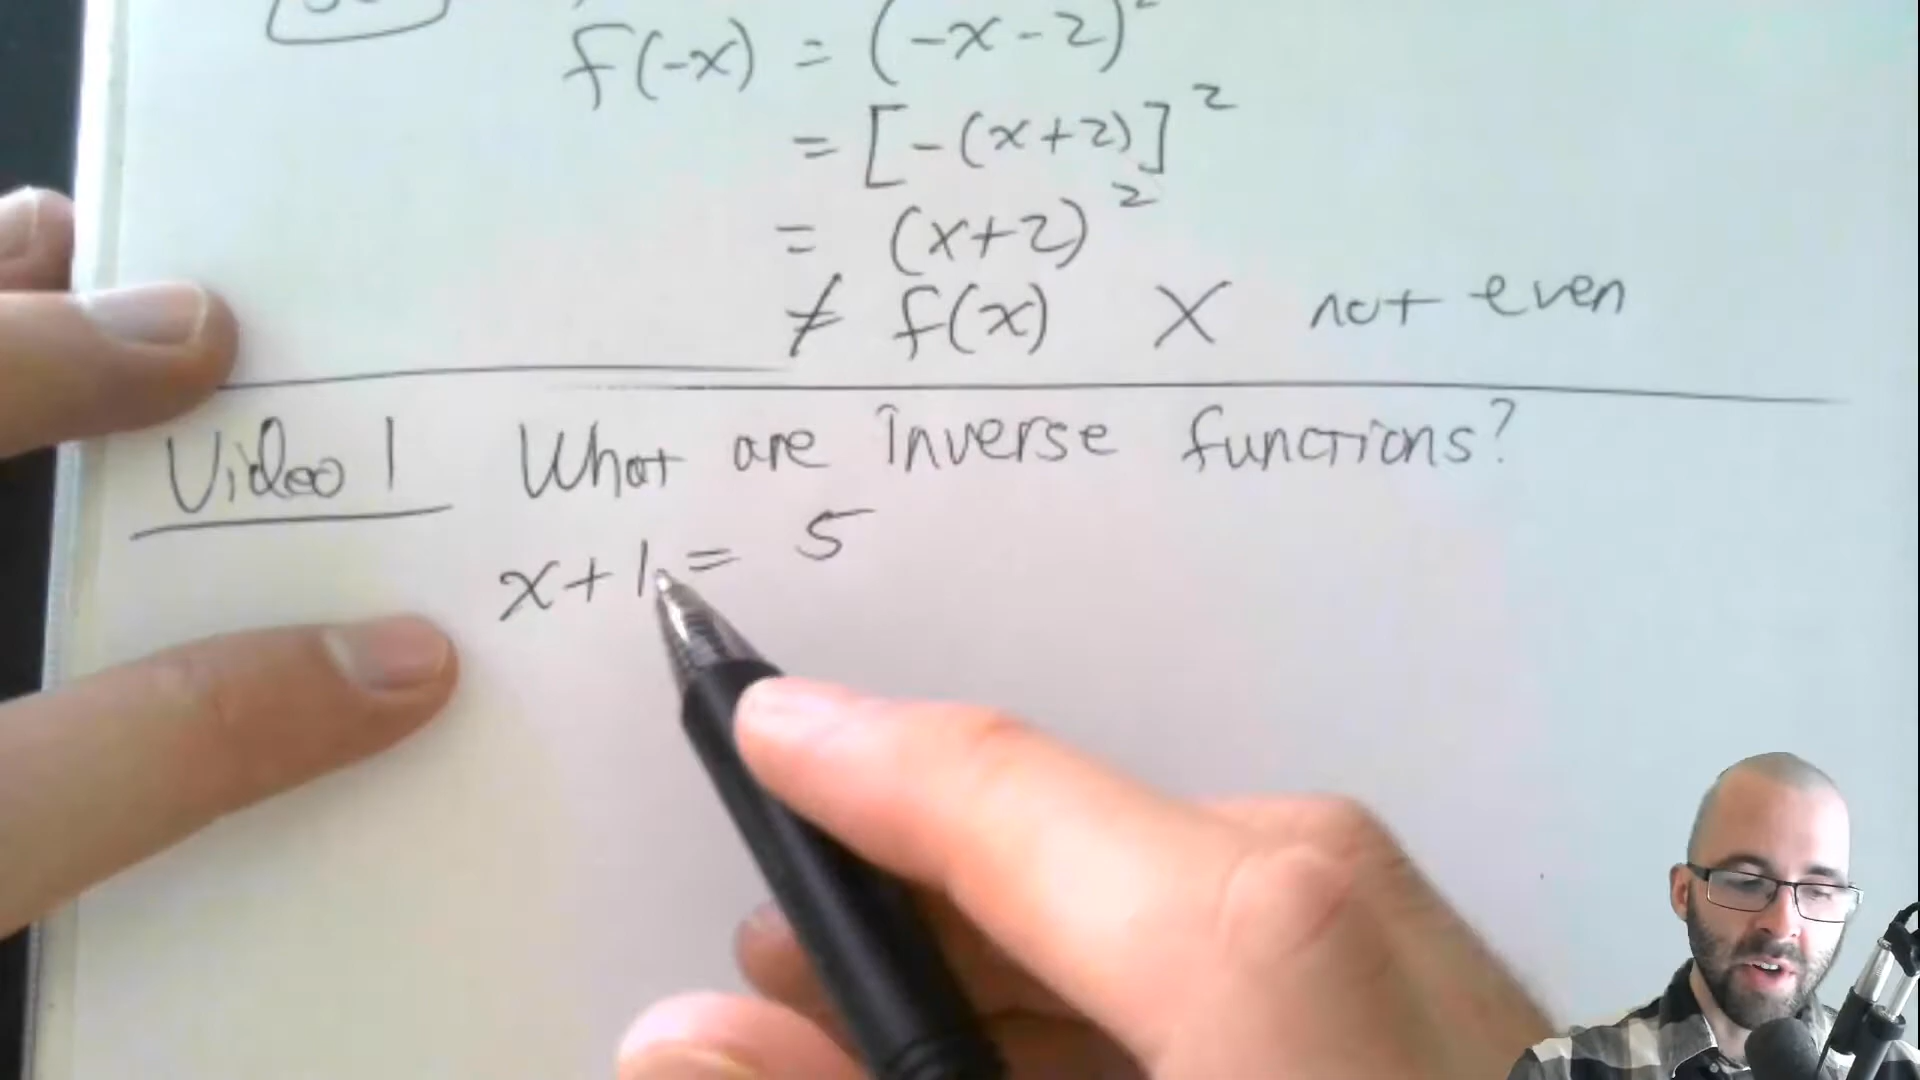 f(-x) = (-x-2)²
= [-(x+2)]²
= (x+2)²
≠ f(x) X not even
Video 1 What are inverse functions?
x+1 = 5